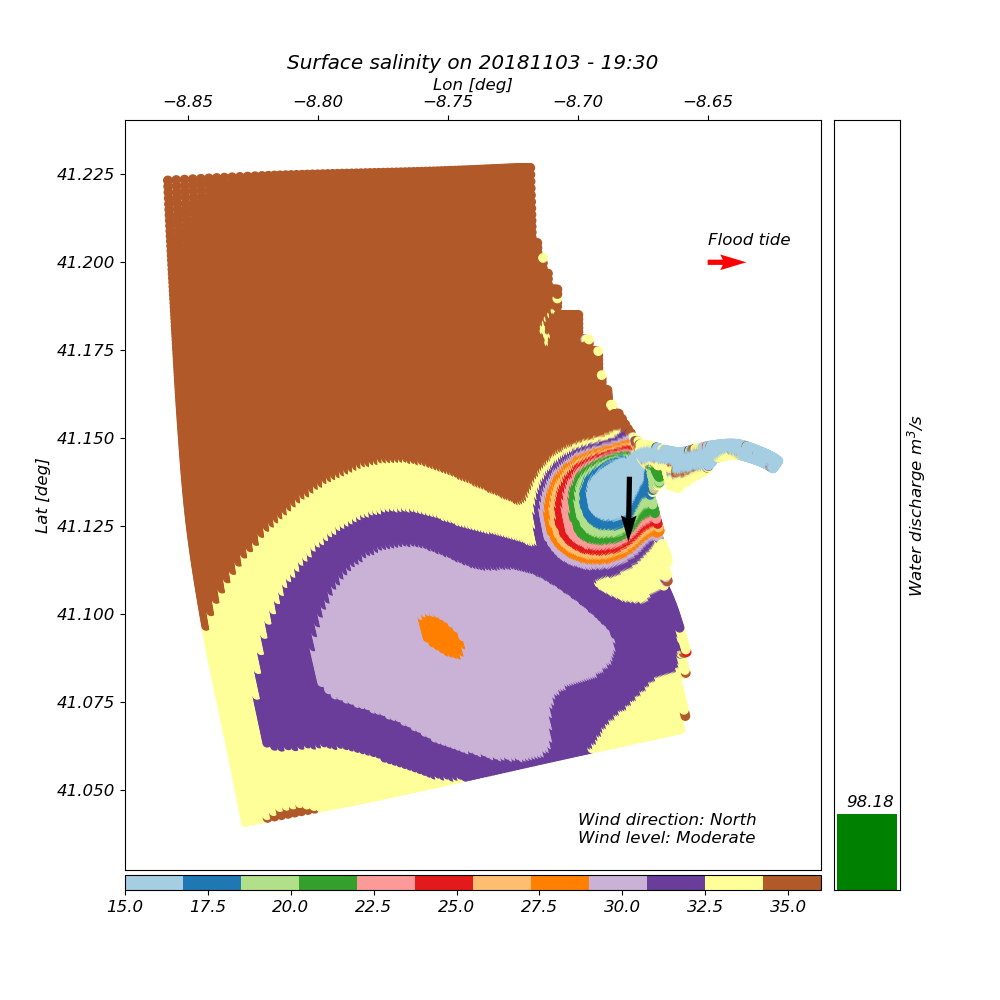 Surface salinity on 20181103 - 19:30
Lon [deg]
−8.85 −8.80 −8.75 −8.70 −8.65
41.225
41.200
41.175
41.150
41.125
41.100
41.075
41.050
Lat [deg]
Flood tide
Wind direction: North
Wind level: Moderate
15.0 17.5 20.0 22.5 25.0 27.5 30.0 32.5 35.0
98.18
Water discharge m³/s